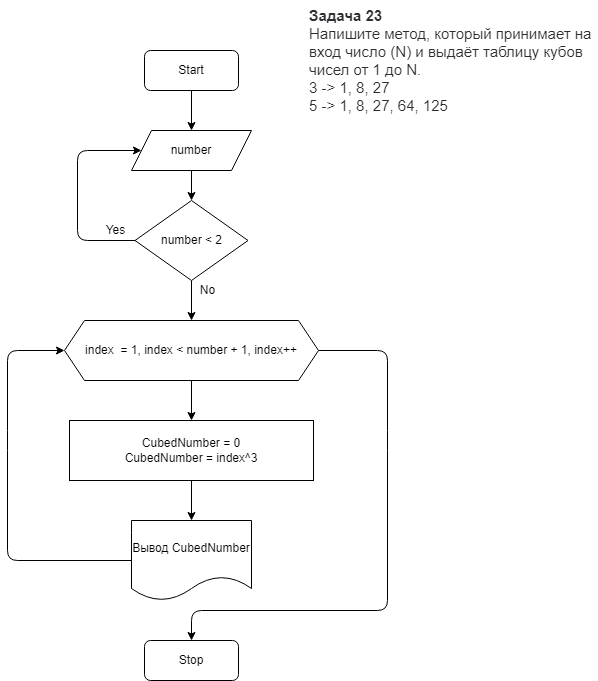 Задача 23
Напишите метод, который принимает на
вход число (N) и выдаёт таблицу кубов
чисел от 1 до N.
3 -> 1, 8, 27
5 -> 1, 8, 27, 64, 125
Start
number
number < 2
Yes
No
index  = 1, index < number + 1, index++
CubedNumber = 0
CubedNumber = index^3
Вывод CubedNumber
Stop